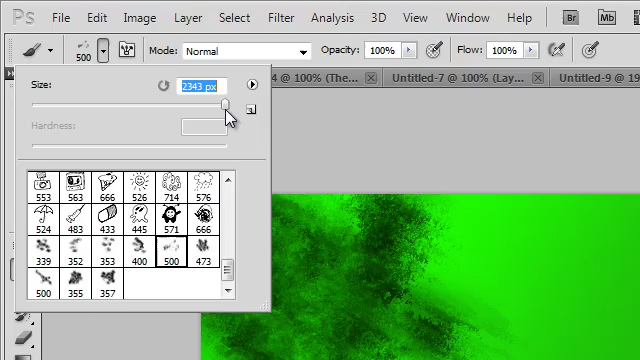 Ps File Edit Image Layer Select Filter Analysis 3D View Window Help Br Mb
500 Mode: Normal Opacity: 100% Flow: 100%
4 @ 100% (The... Untitled-7 @ 100% (Lay... Untitled-9 @ 19
Size: 2343 px
Hardness:
553 563 666 526 714 576
524 483 433 445 571 666
339 352 353 400 500 473
500 355 357